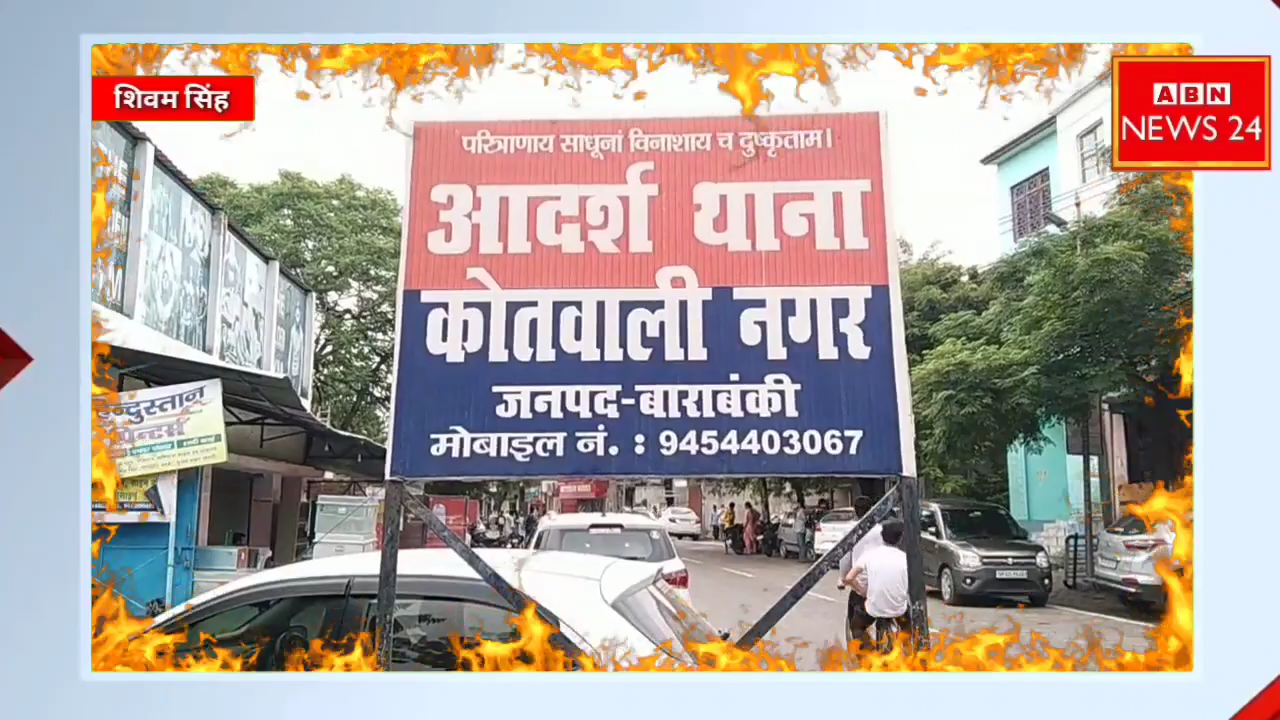 शिवम सिंह
ABN
NEWS 24
परित्राणाय साधूनां विनाशाय च दुष्कृताम।
आदर्श थाना
कोतवाली नगर
जनपद-बाराबंकी
मोबाइल नं. : 9454403067
न्दुस्तान